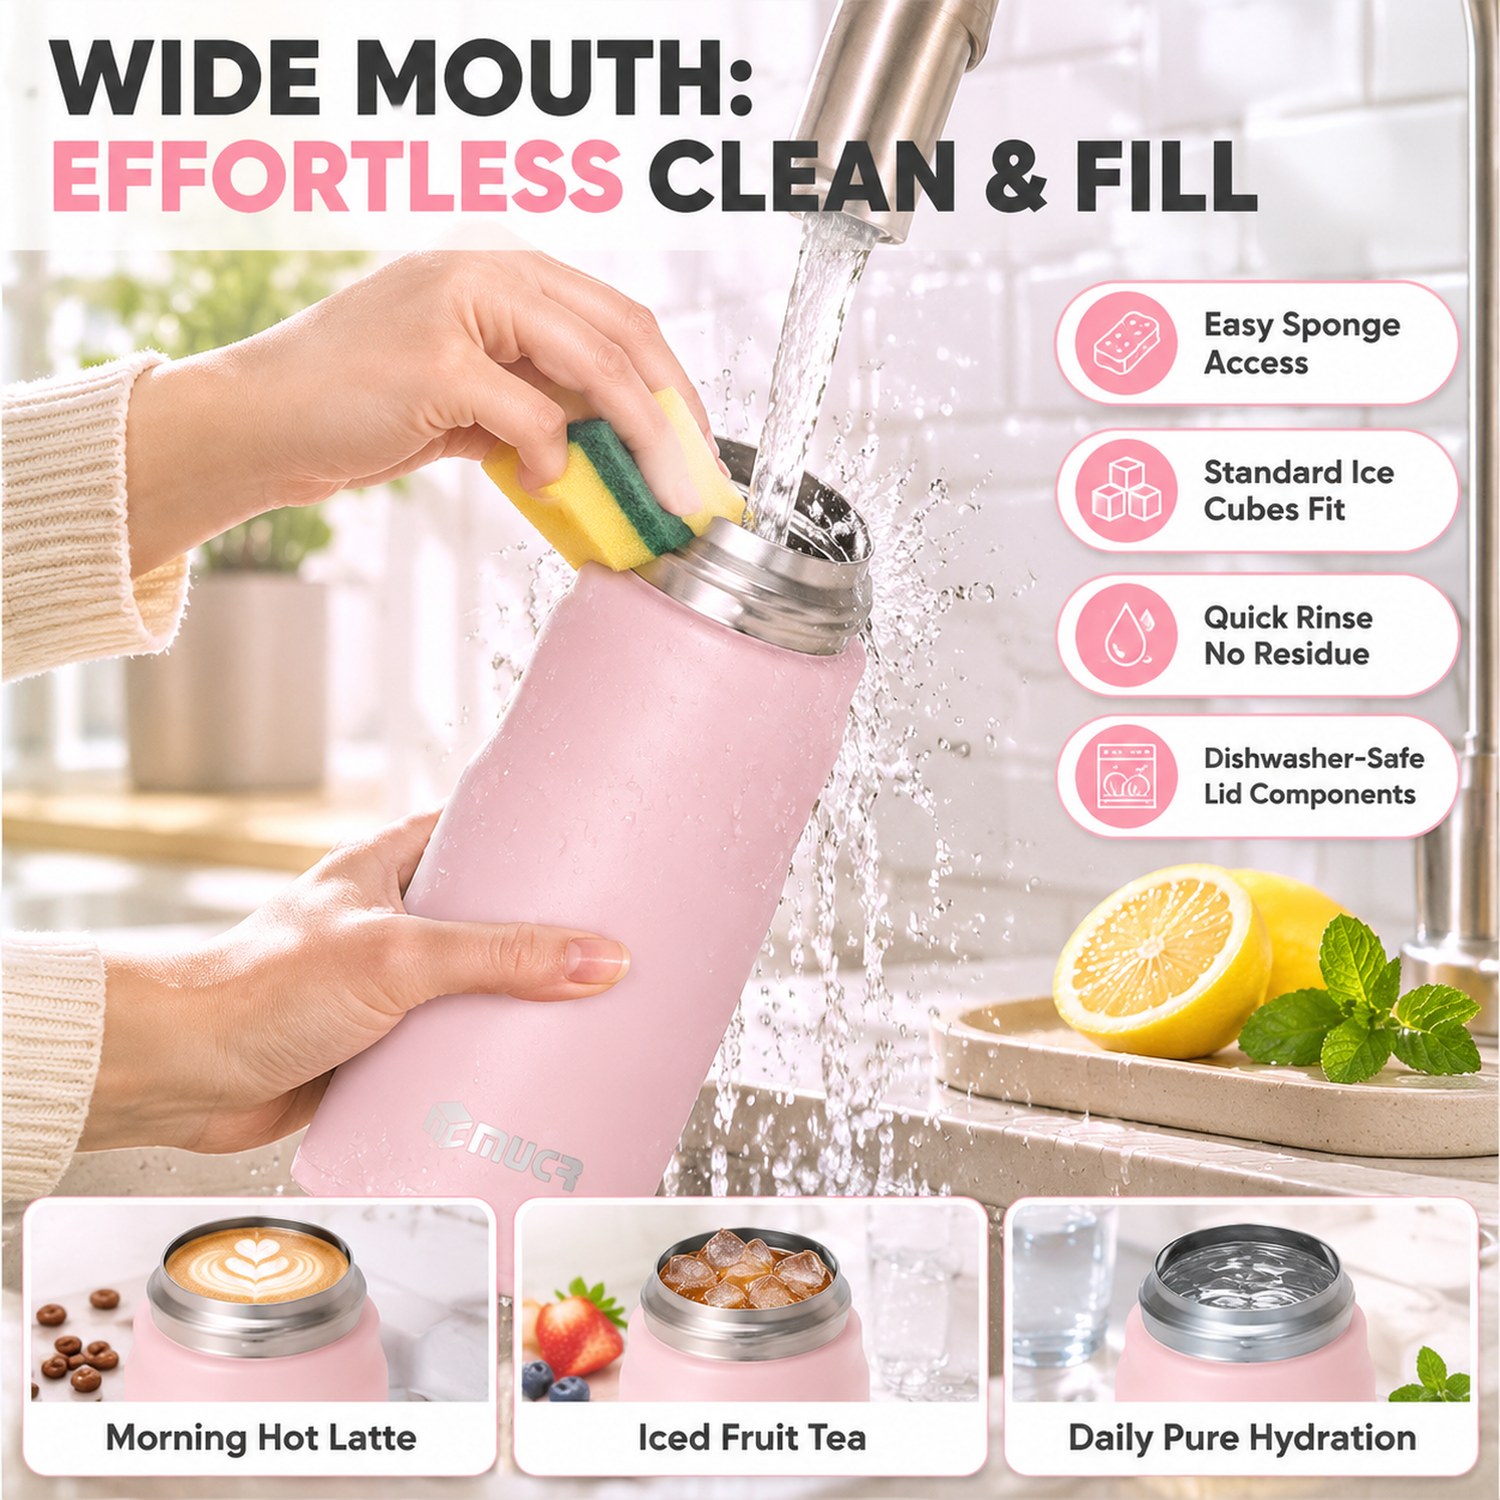 WIDE MOUTH:
EFFORTLESS CLEAN & FILL
Easy Sponge
Access
Standard Ice
Cubes Fit
Quick Rinse
No Residue
Dishwasher-Safe
Lid Components
MUCR
Morning Hot Latte
Iced Fruit Tea
Daily Pure Hydration